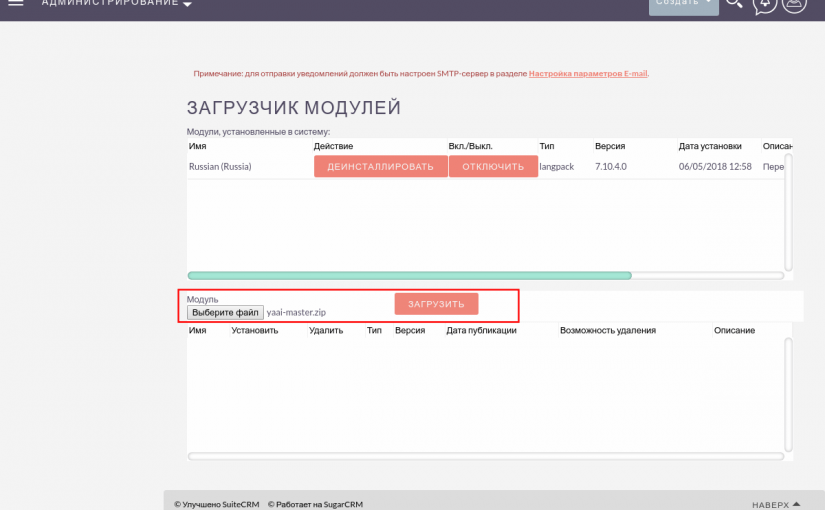 АДМИНИСТРИРОВАНИЕ
Создать
Примечание: для отправки уведомлений должен быть настроен SMTP-сервер в разделе Настройка параметров E-mail.
ЗАГРУЗЧИК МОДУЛЕЙ
Модули, установленные в систему:
Имя Действие Вкл./Выкл. Тип Версия Дата установки Описан
Russian (Russia) ДЕИНСТАЛЛИРОВАТЬ ОТКЛЮЧИТЬ langpack 7.10.4.0 06/05/2018 12:58 Пере
Модуль
ЗАГРУЗИТЬ
Выберите файл yaai-master.zip
Имя Установить Удалить Тип Версия Дата публикации Возможность удаления Описание
© Улучшено SuiteCRM © Работает на SugarCRM НАВЕРХ